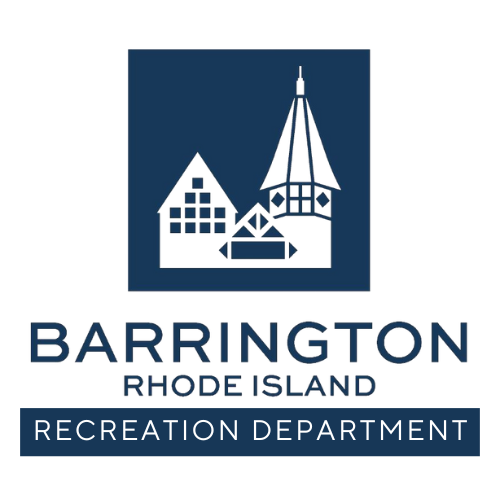 BARRINGTON
RHODE ISLAND
RECREATION DEPARTMENT